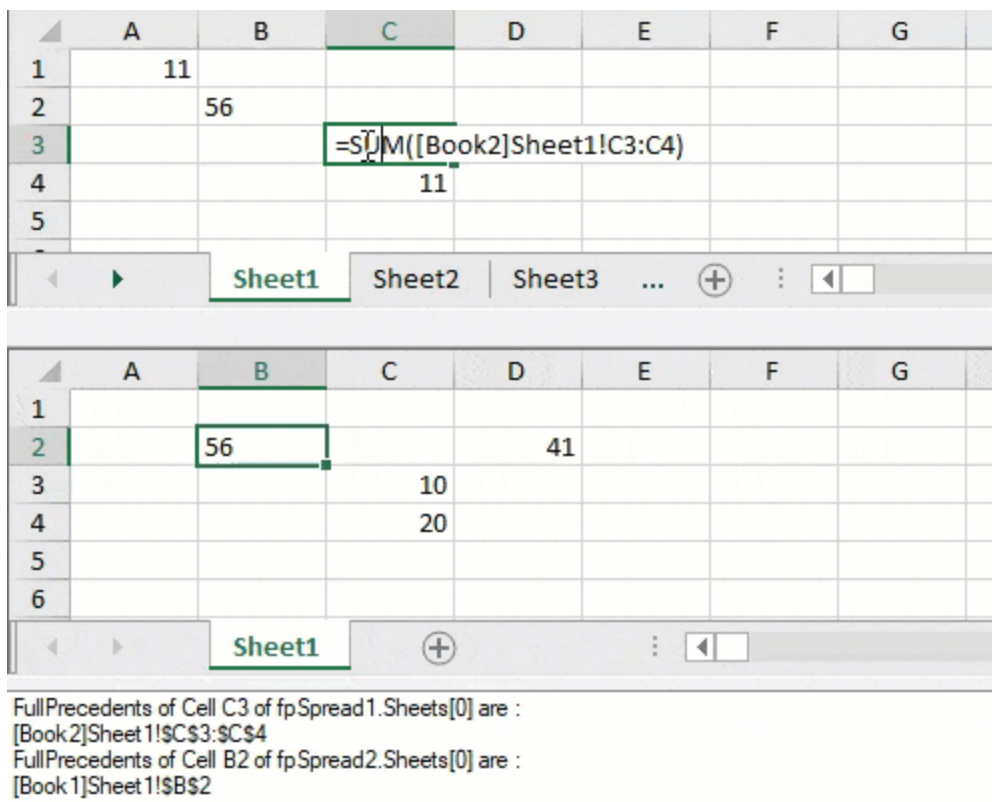 A B C D E F G
1 11
2 56
3 =SUM([Book2]Sheet1!C3:C4)
4 11
5
Sheet1 Sheet2 Sheet3 ...
A B C D E F G
1
2 56 41
3 10
4 20
5
6
Sheet1
FullPrecedents of Cell C3 of fpSpread1.Sheets[0] are :
[Book2]Sheet1!$C$3:$C$4
FullPrecedents of Cell B2 of fpSpread2.Sheets[0] are :
[Book1]Sheet1!$B$2